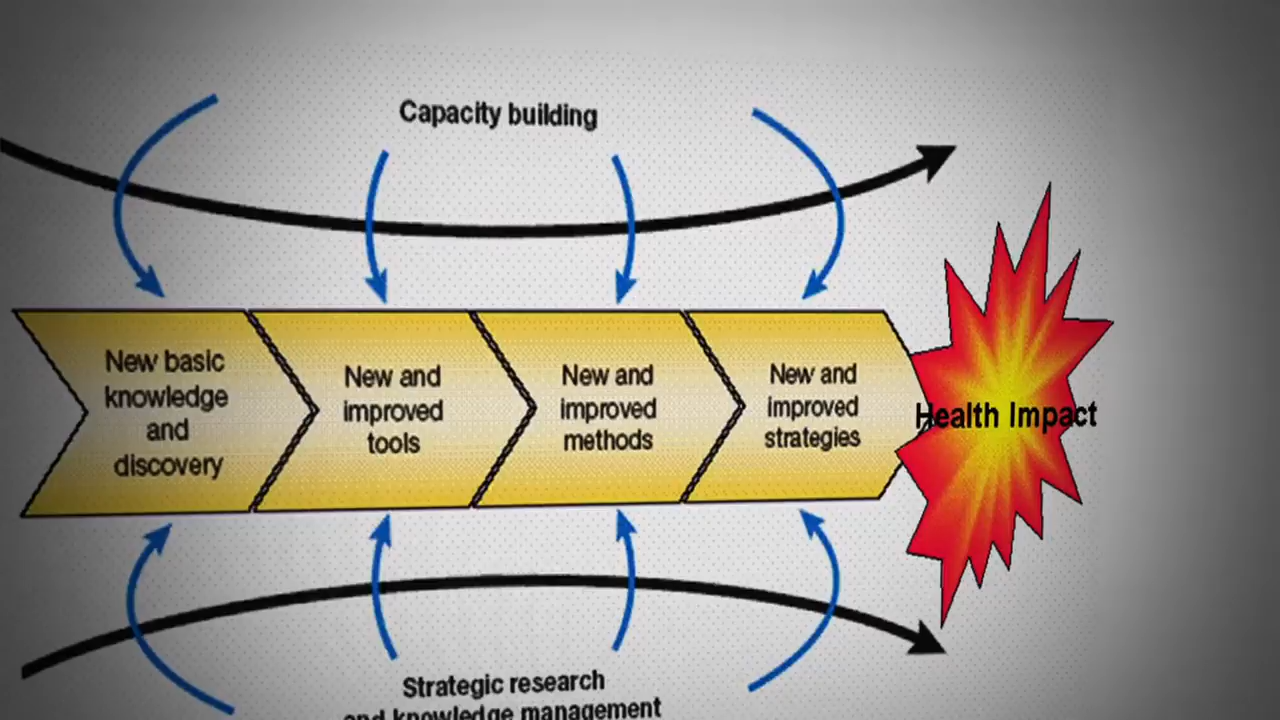 Capacity building
New basic
knowledge
and
discovery
New and
improved
tools
New and
improved
methods
New and
improved
strategies
Health Impact
Strategic research
and knowledge management